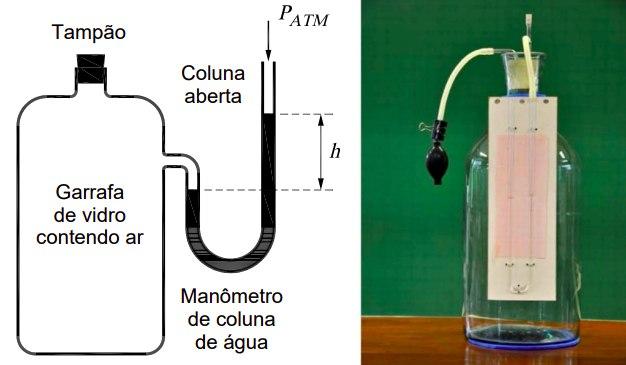 Tampão
P_ATM
Coluna
aberta
h
Garrafa
de vidro
contendo ar
Manômetro
de coluna
de água